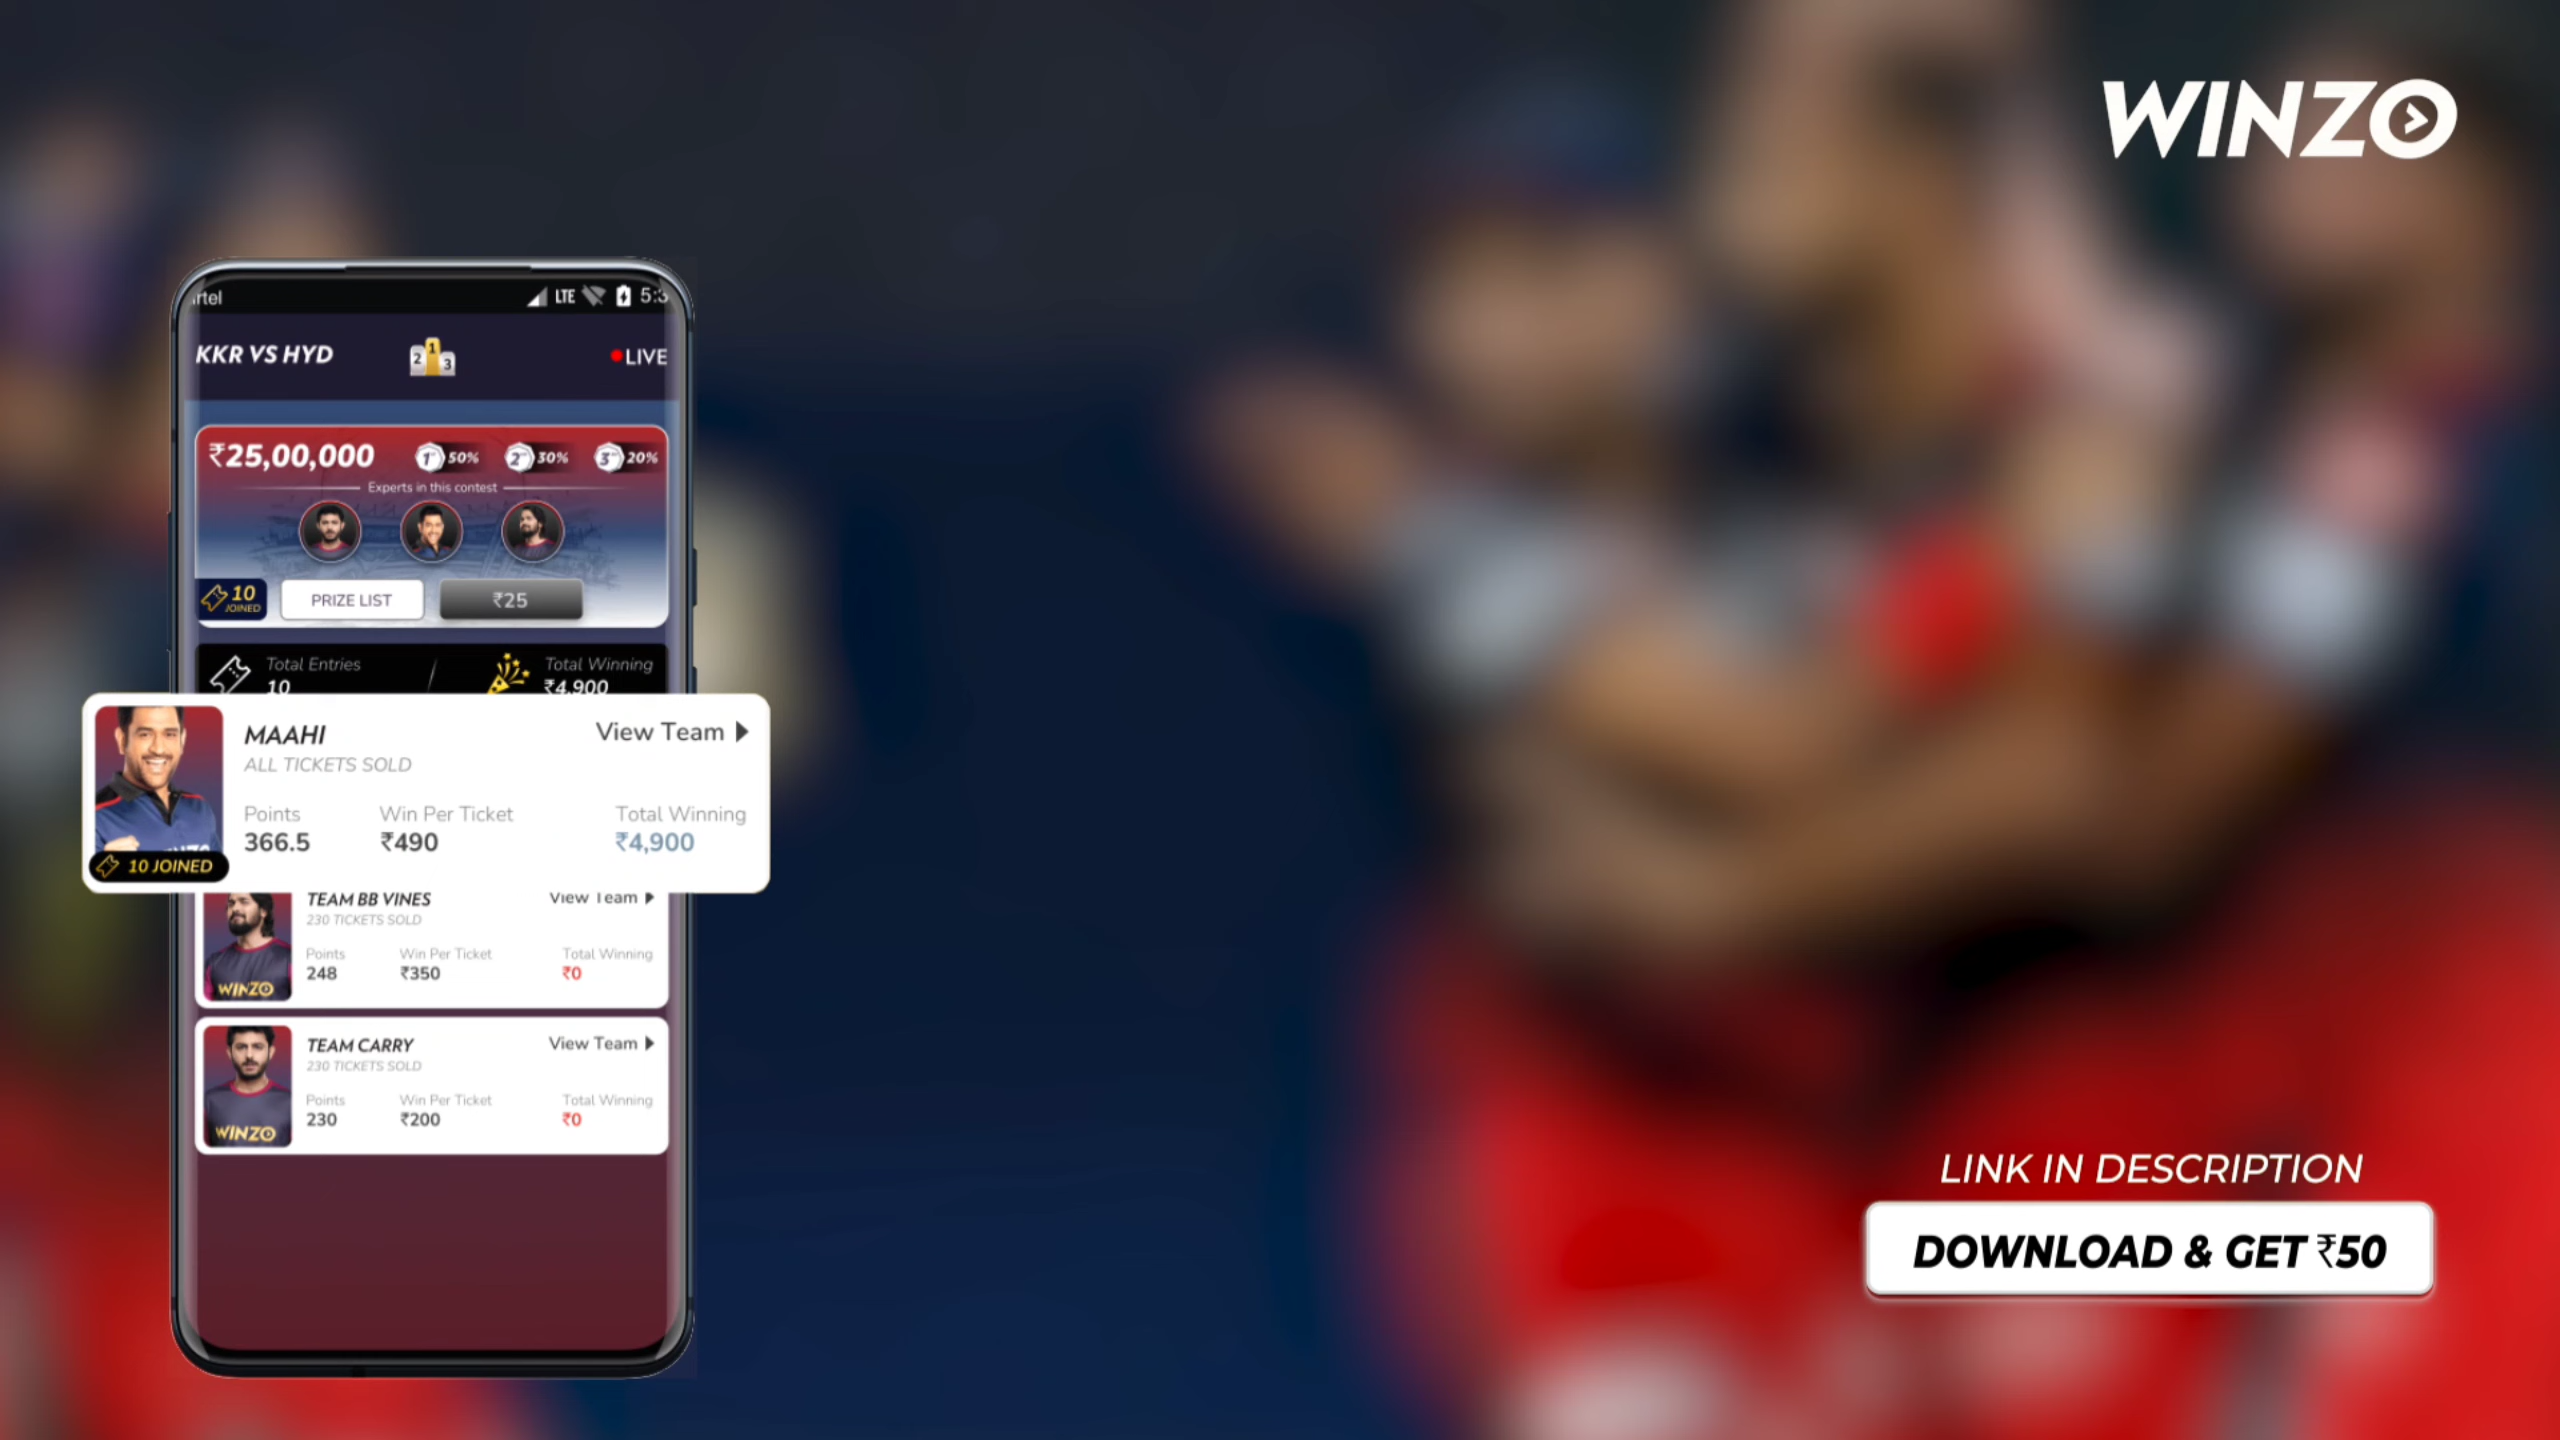 WINZO
rtel LTE 5:3
KKR VS HYD
2 1 3
LIVE
₹25,00,000 1 50% 2 30% 3 20%
Experts in this contest
10 JOINED
PRIZE LIST
₹25
Total Entries
10
Total Winning
₹4,900
MAAHI
View Team
ALL TICKETS SOLD
Points Win Per Ticket Total Winning
366.5 ₹490 ₹4,900
10 JOINED
TEAM BB VINES View Team
230 TICKETS SOLD
Points Win Per Ticket Total Winning
248 ₹350 ₹0
WINZO
TEAM CARRY View Team
230 TICKETS SOLD
Points Win Per Ticket Total Winning
230 ₹200 ₹0
WINZO
LINK IN DESCRIPTION
DOWNLOAD & GET ₹50